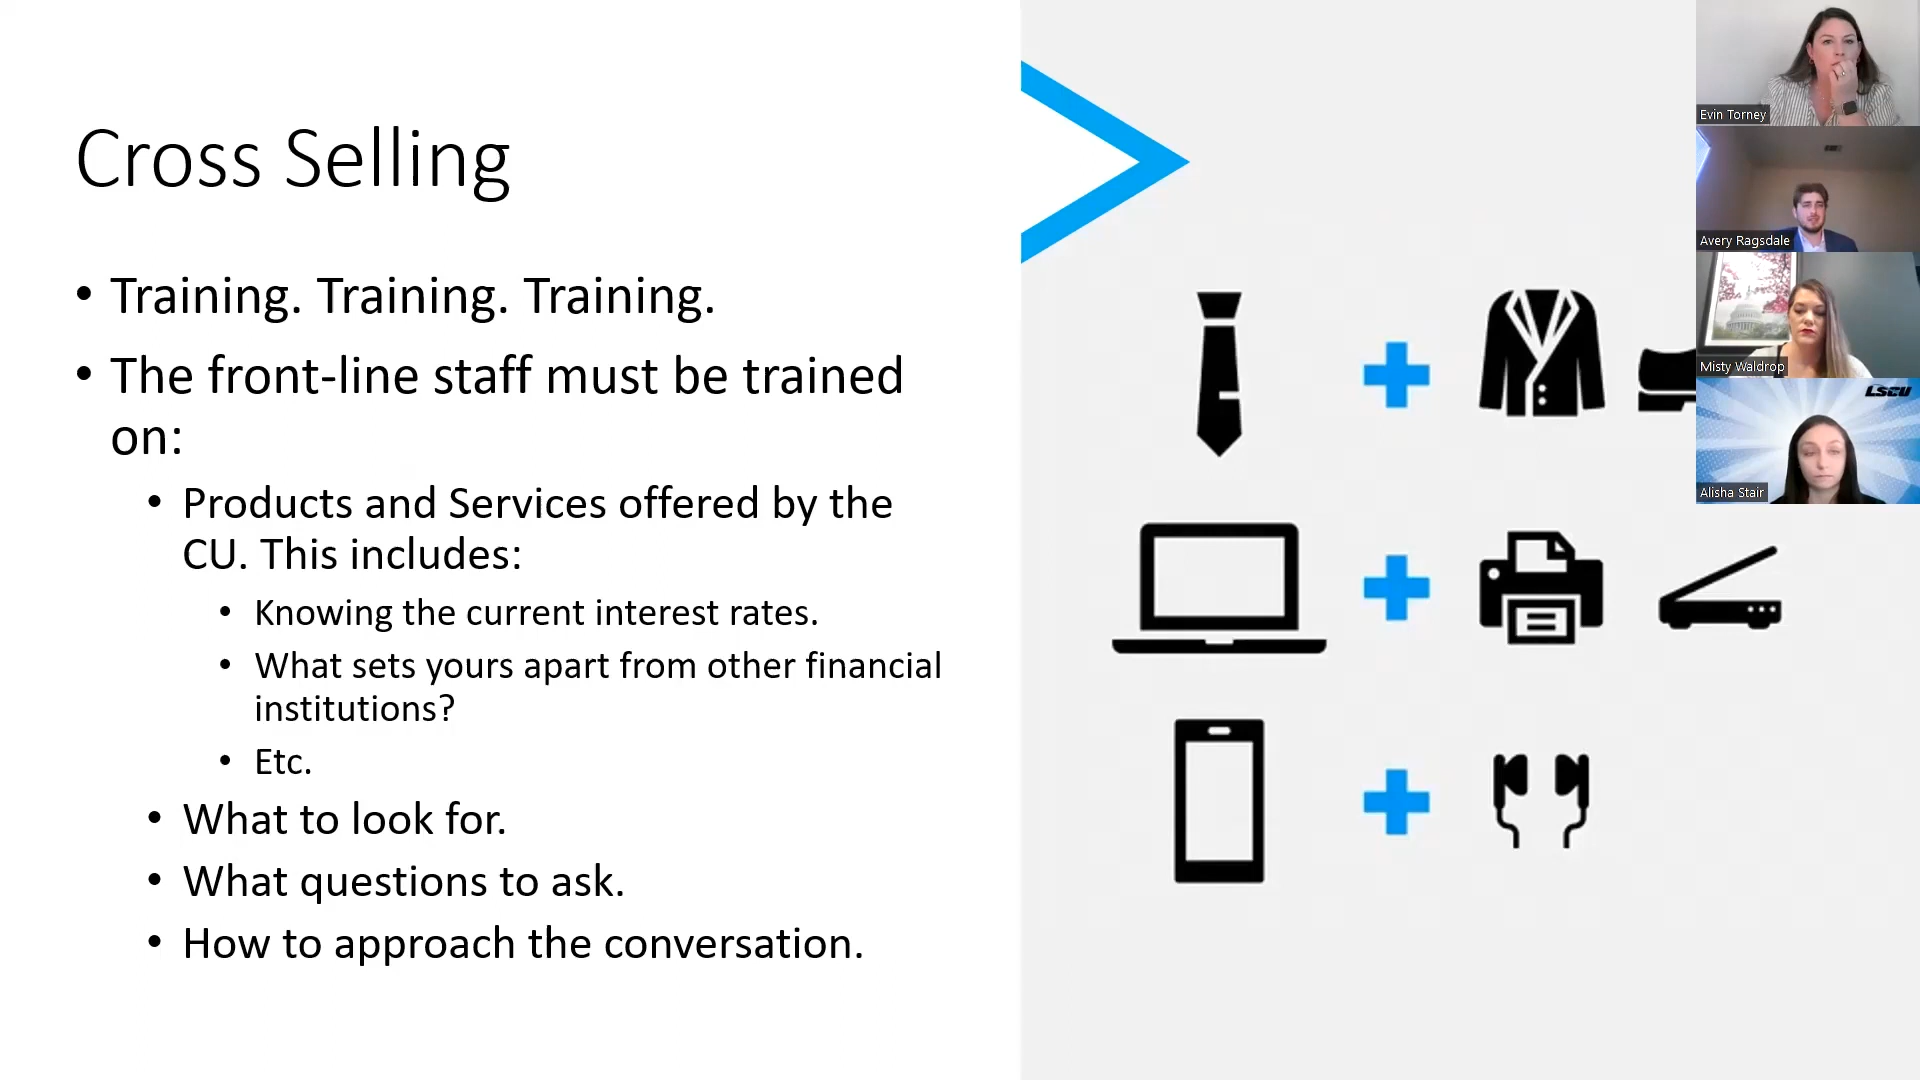 Cross Selling
• Training. Training. Training.
• The front-line staff must be trained
on:
• Products and Services offered by the
CU. This includes:
• Knowing the current interest rates.
• What sets yours apart from other financial
institutions?
• Etc.
• What to look for.
• What questions to ask.
• How to approach the conversation.
Evin Torney
Avery Ragsdale
Misty Waldrop
LSCU
Alisha Stair